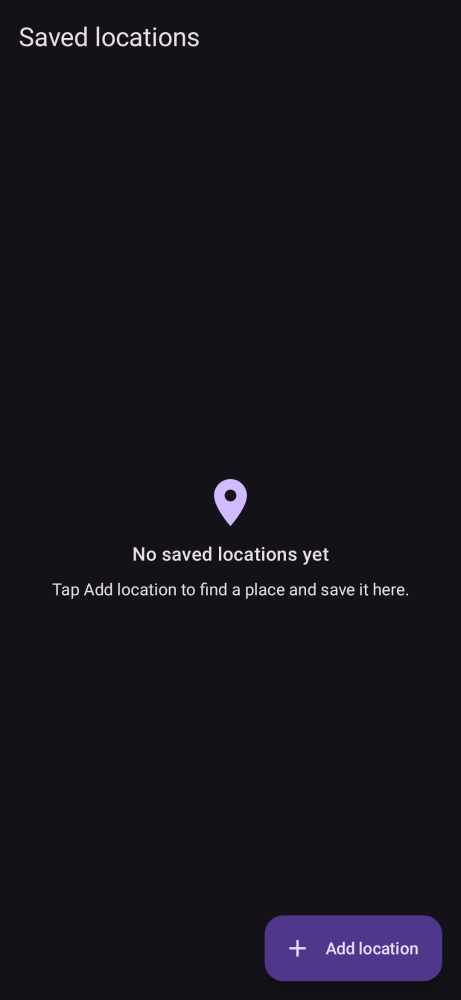 Saved locations
No saved locations yet
Tap Add location to find a place and save it here.
Add location